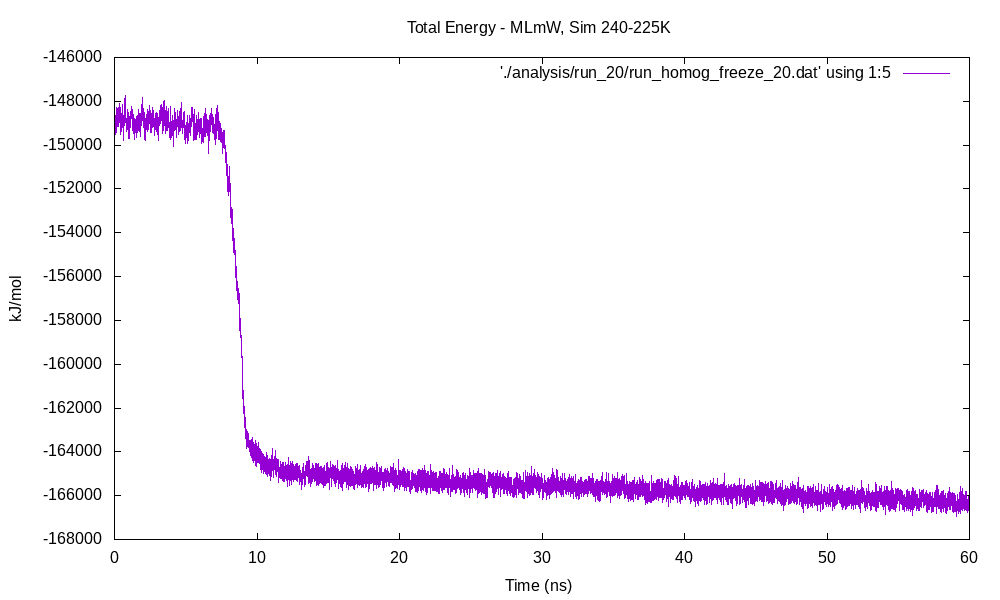 Total Energy - MLmW, Sim 240-225K
'./analysis/run_20/run_homog_freeze_20.dat' using 1:5
-146000
-148000
-150000
-152000
-154000
-156000
-158000
-160000
-162000
-164000
-166000
-168000
kJ/mol
0 10 20 30 40 50 60
Time (ns)